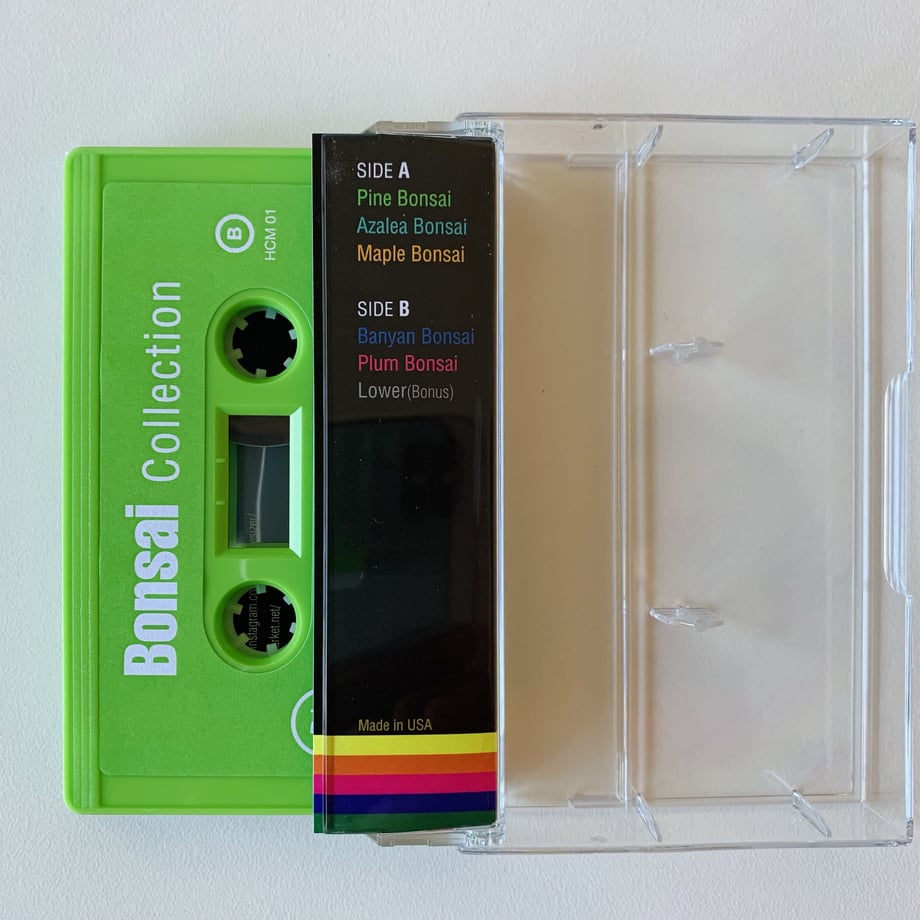 Bonsai Collection
B
HCM 01
SIDE A
Pine Bonsai
Azalea Bonsai
Maple Bonsai
SIDE B
Banyan Bonsai
Plum Bonsai
Lower(Bonus)
Made in USA